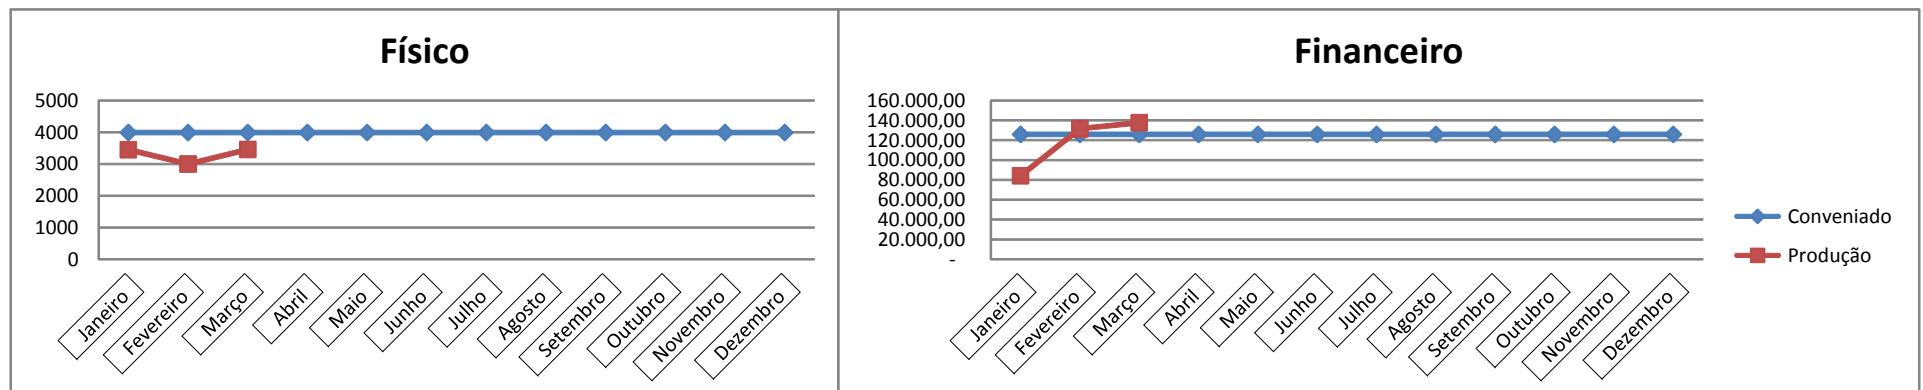 Físico
5000
4000
3000
2000
1000
0
Janeiro
Fevereiro
Março
Abril
Maio
Junho
Julho
Agosto
Setembro
Outubro
Novembro
Dezembro
Financeiro
160.000,00
140.000,00
120.000,00
100.000,00
80.000,00
60.000,00
40.000,00
20.000,00
-
Janeiro
Fevereiro
Março
Abril
Maio
Junho
Julho
Agosto
Setembro
Outubro
Novembro
Dezembro
Conveniado
Produção